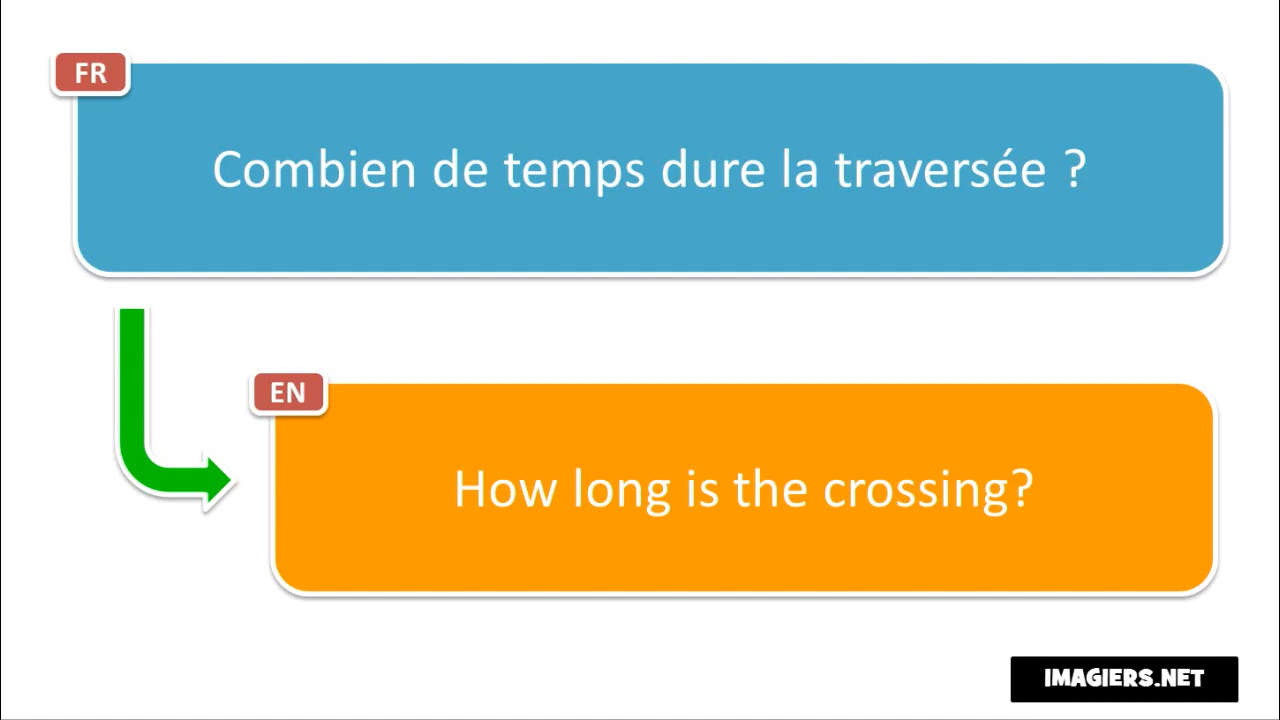 FR
Combien de temps dure la traversée ?
EN
How long is the crossing?
IMAGIERS.NET